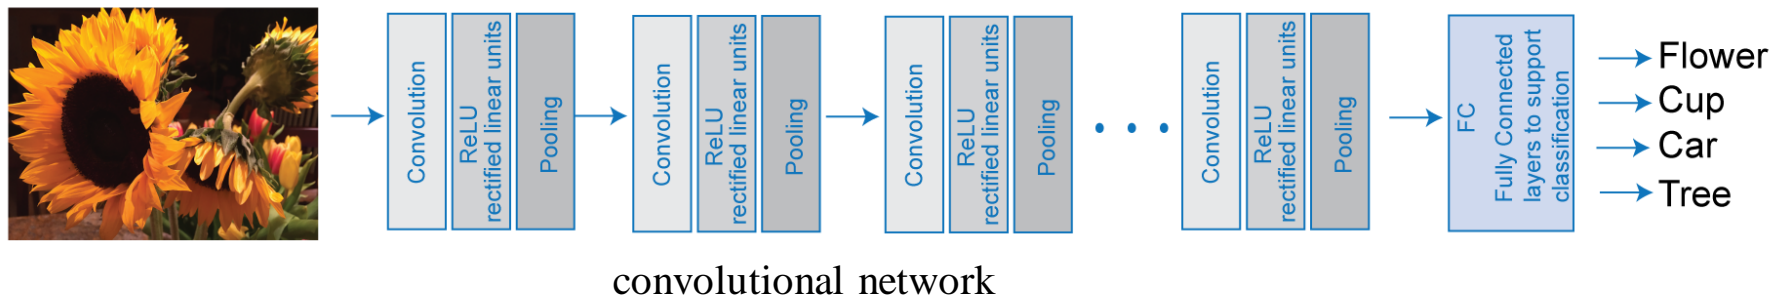 Convolution
ReLU
rectified linear units
Pooling
Convolution
ReLU
rectified linear units
Pooling
Convolution
ReLU
rectified linear units
Pooling
. . .
Convolution
ReLU
rectified linear units
Pooling
FC
Fully Connected
layers to support
classification
Flower
Cup
Car
Tree
convolutional network